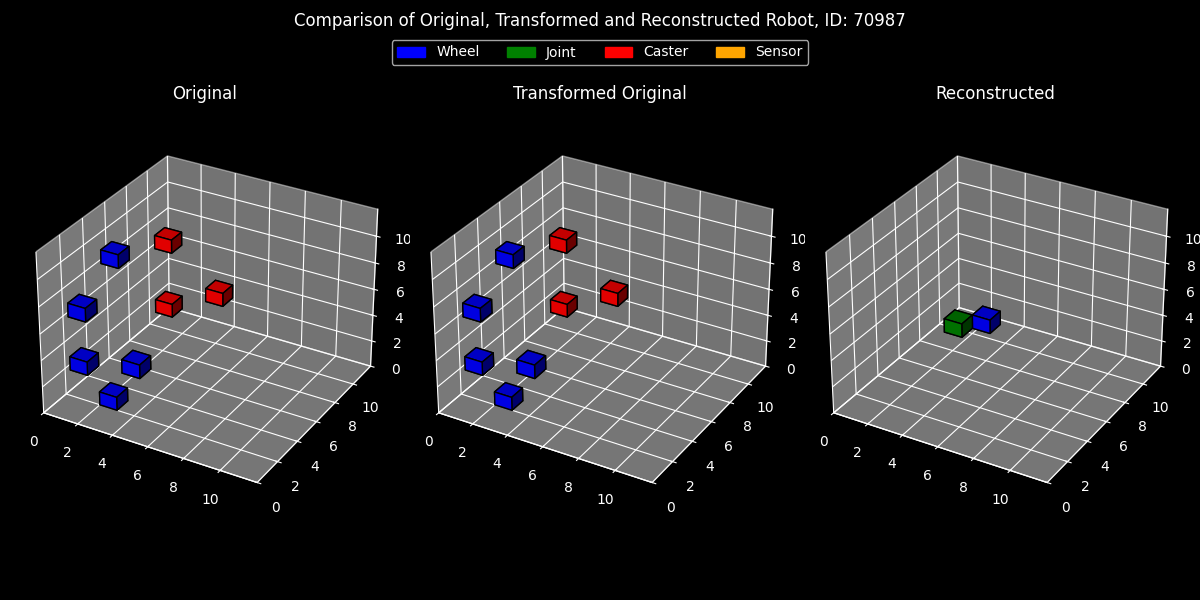 Comparison of Original, Transformed and Reconstructed Robot, ID: 70987
Wheel Joint Caster Sensor
Original
Transformed Original
Reconstructed
0 2 4 6 8 10
0 2 4 6 8 10
0 2 4 6 8 10
0 2 4 6 8 10
0 2 4 6 8 10
0 2 4 6 8 10
0 2 4 6 8 10
0 2 4 6 8 10
0 2 4 6 8 10